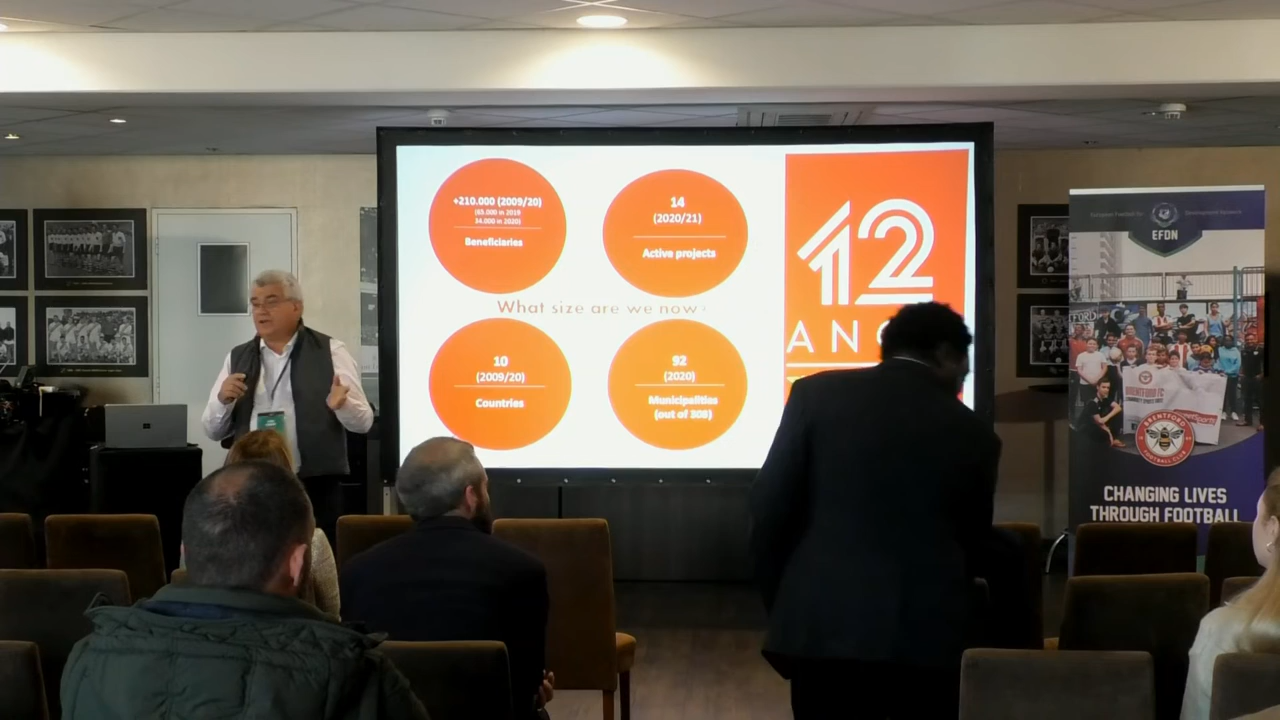 +210.000 (2009/20)
(65.000 in 2019
34.000 in 2020)
Beneficiaries
14
(2020/21)
Active projects
What size are we now?
10
(2009/20)
Countries
92
(2020)
Municipalities
(out of 308)
12
AN
EFDN
BRENTFORD
FOOTBALL CLUB
CHANGING LIVES
THROUGH FOOTBALL